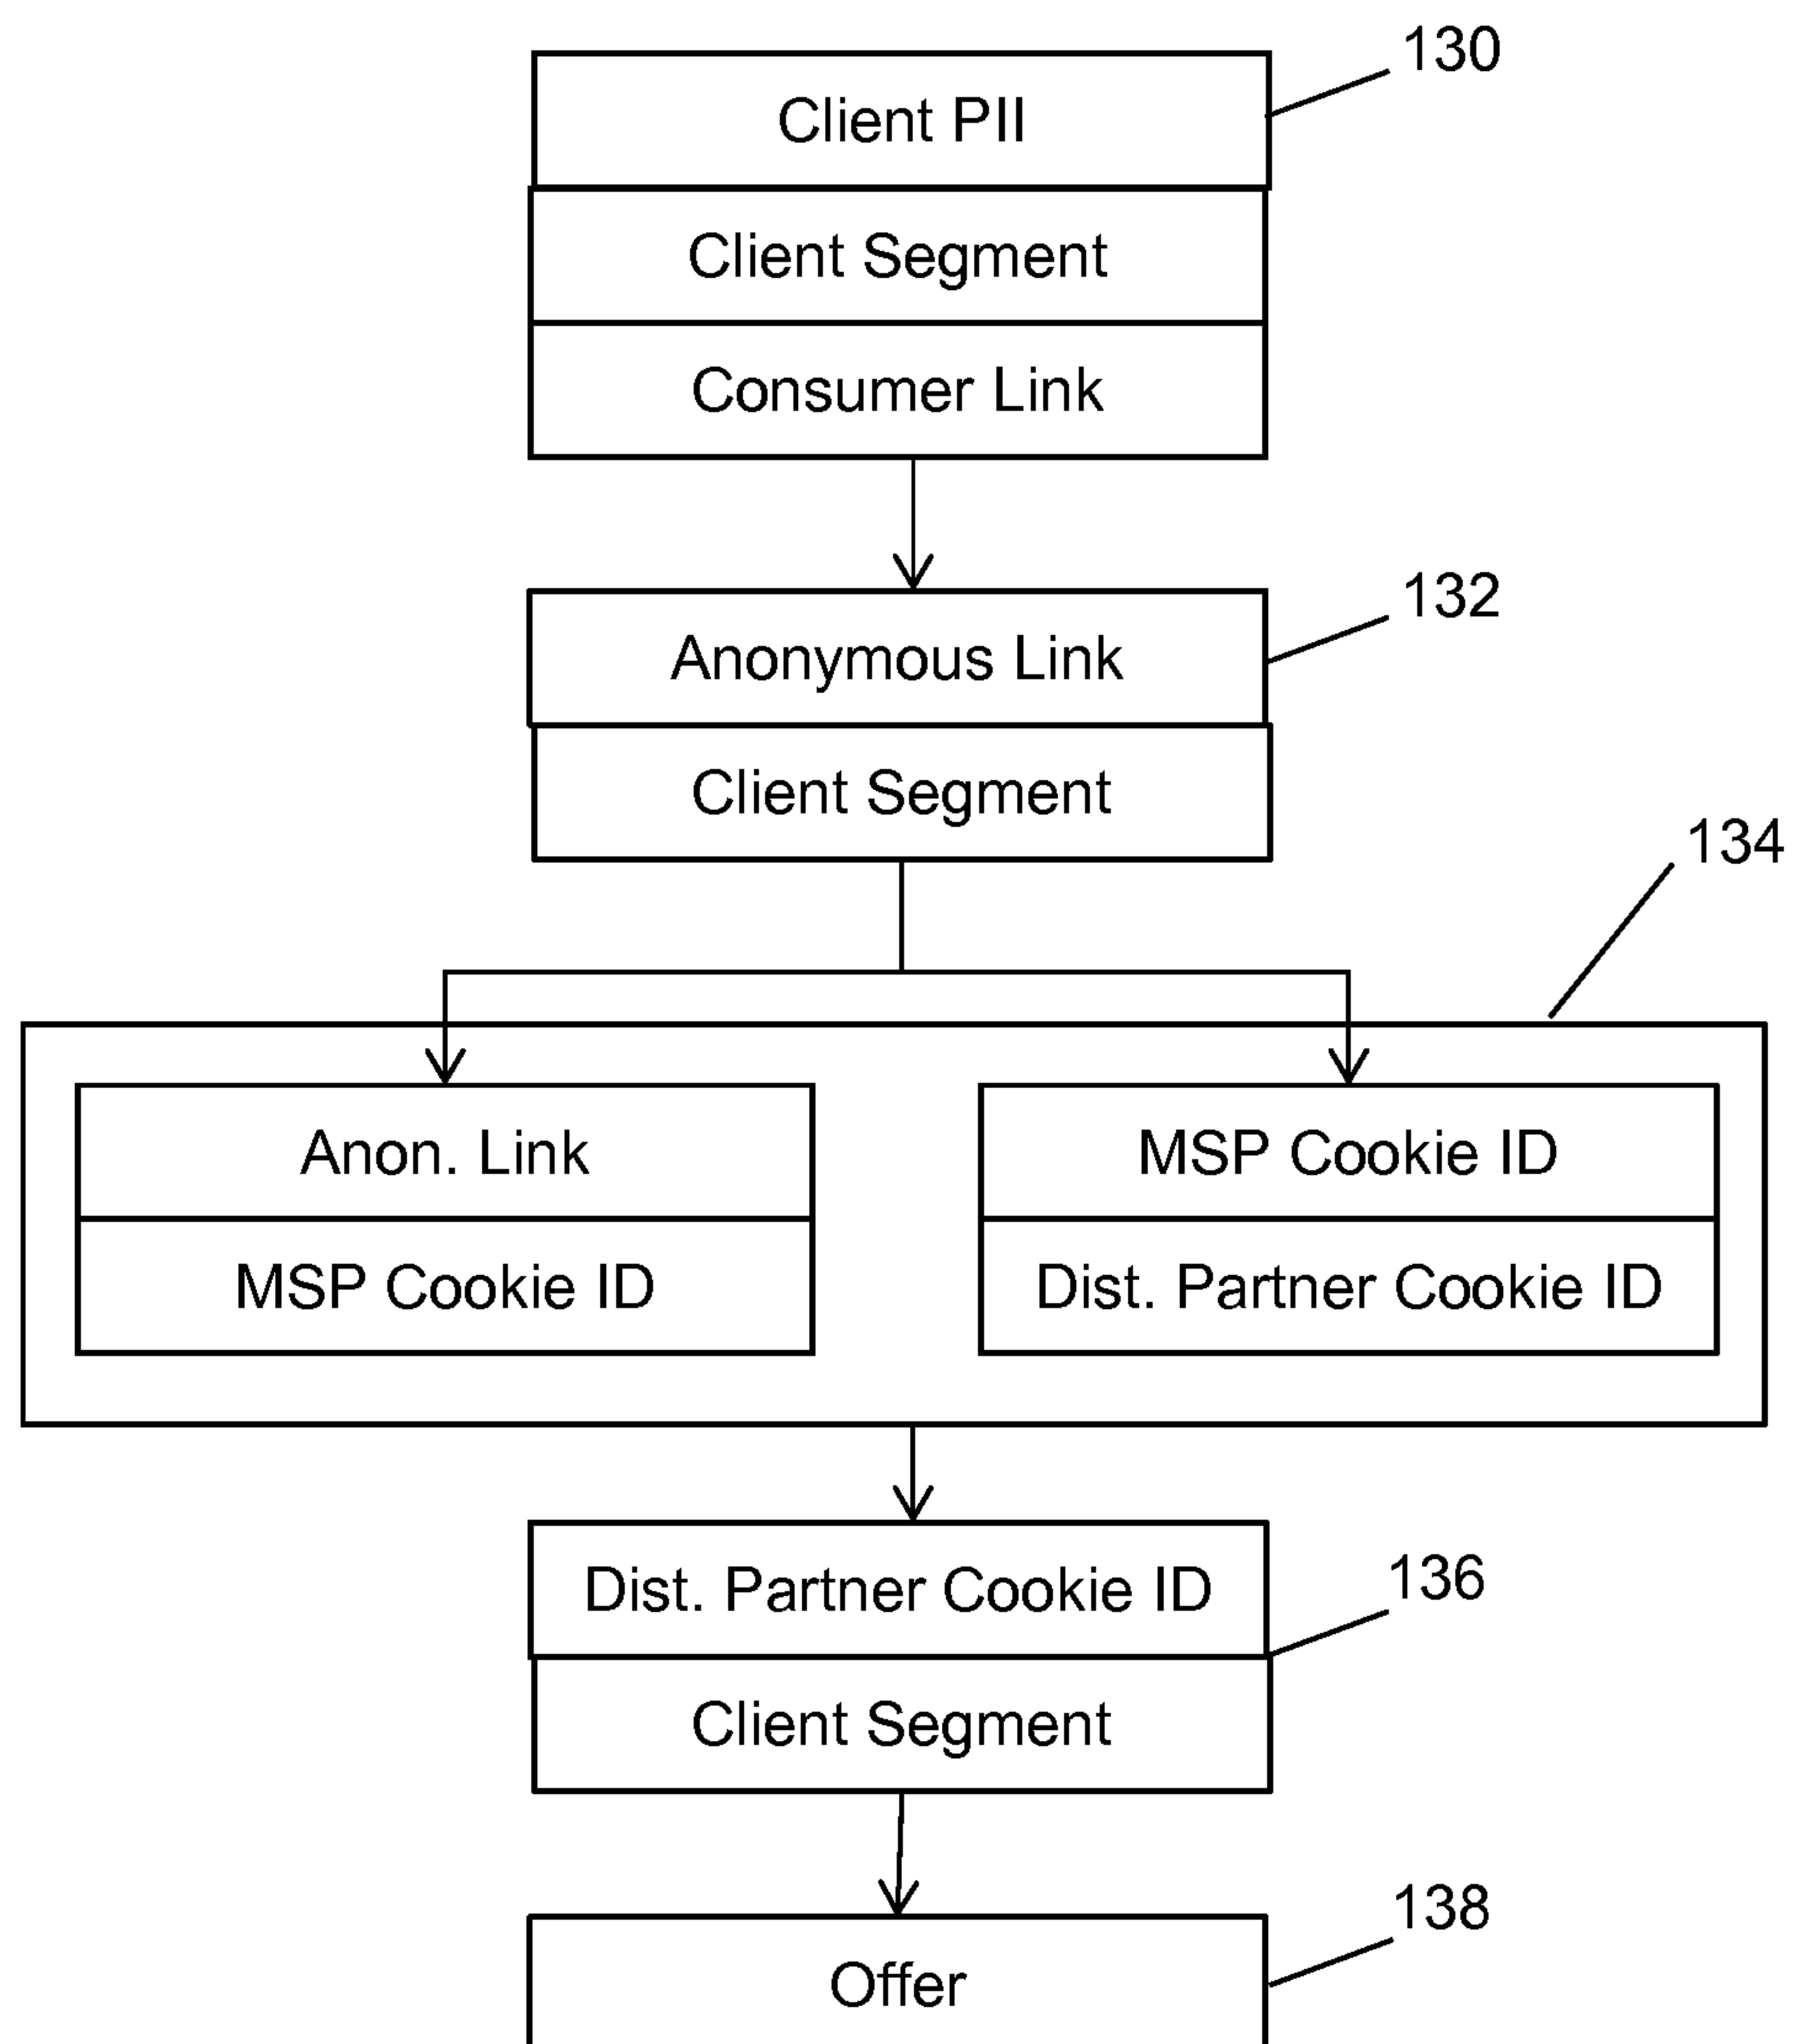 130
Client PII
Client Segment
Consumer Link
132
Anonymous Link
Client Segment
134
Anon. Link
MSP Cookie ID
MSP Cookie ID
Dist. Partner Cookie ID
Dist. Partner Cookie ID
136
Client Segment
138
Offer